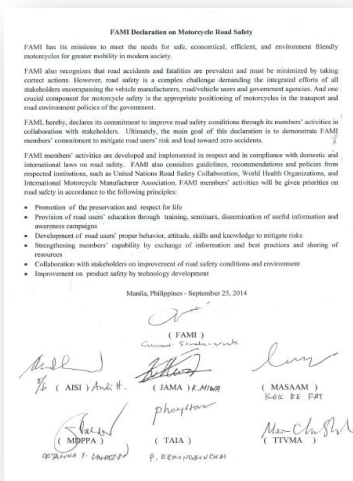 FAMI Declaration on Motorcycle Road Safety
FAMI has its missions to meet the needs for safe, economical, efficient, and environment friendly
motorcycles for greater mobility in modern society.
FAMI also recognizes that road accidents and fatalities are prevalent and must be minimized by taking
correct actions. However, road safety is a complex challenge demanding the integrated efforts of all
stakeholders encompassing the vehicle manufacturers, road/vehicle users and government agencies. And one
crucial component for motorcycle safety is the appropriate positioning of motorcycles in the transport and
road environment policies of the government.
FAMI, hereby, declares its commitment to improve road safety conditions through its members' activities in
collaboration with stakeholders. Ultimately, the main goal of this declaration is to demonstrate FAMI
members' commitment to mitigate road users' risk and lead toward zero accidents.
FAMI members' activities are developed and implemented in respect and in compliance with domestic and
international laws on road safety. FAMI also considers guidelines, recommendations and policies from
respected institutions, such as United Nations Road Safety Collaboration, World Health Organizations, and
International Motorcycle Manufacturer Association. FAMI members' activities will be given priorities on
road safety in accordance to the following principles:
• Promotion of the preservation and respect for life
• Provision of road users' education through training, seminars, dissemination of useful information and
awareness campaigns
• Development of road users' proper behavior, attitude, skills and knowledge to mitigate risks
• Strengthening members' capability by exchange of information and best practices and sharing of
resources
• Collaboration with stakeholders on improvement of road safety conditions and environment
• Improvement on product safety by technology development
Manila, Philippines - September 25, 2014
( FAMI )
( AISI )
( JAMA ) K.MIWA
( MASAAM )
KOK KE FAT
( MDPPA )
( TAIA )
( TTVMA )